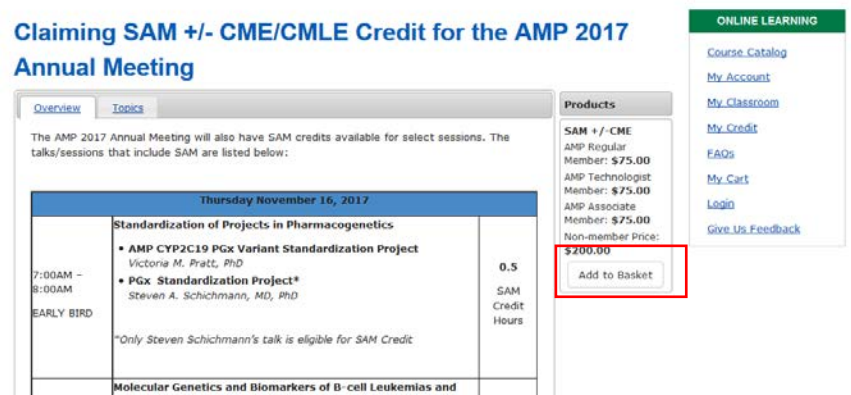 Claiming SAM +/- CME/CMLE Credit for the AMP 2017
Annual Meeting
Overview
Topics
The AMP 2017 Annual Meeting will also have SAM credits available for select sessions. The
talks/sessions that include SAM are listed below:
Thursday November 16, 2017
7:00AM –
8:00AM
EARLY BIRD
Standardization of Projects in Pharmacogenetics
• AMP CYP2C19 PGx Variant Standardization Project
Victoria M. Pratt, PhD
• PGx Standardization Project*
Steven A. Schichmann, MD, PhD
*Only Steven Schichmann's talk is eligible for SAM Credit
0.5
SAM
Credit
Hours
Molecular Genetics and Biomarkers of B-cell Leukemias and
Products
SAM +/-CME
AMP Regular
Member: $75.00
AMP Technologist
Member: $75.00
AMP Associate
Member: $75.00
Non-member Price:
$200.00
Add to Basket
ONLINE LEARNING
Course Catalog
My Account
My Classroom
My Credit
FAQs
My Cart
Login
Give Us Feedback